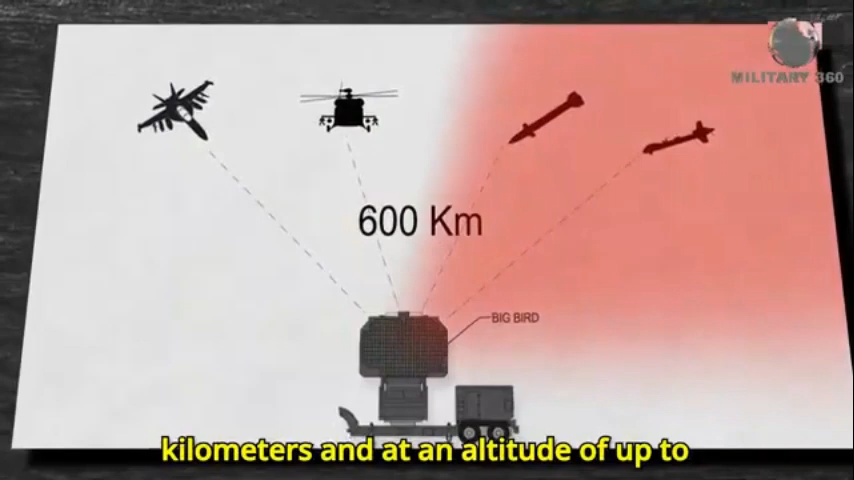 MILITARY 360
600 Km
BIG BIRD
kilometers and at an altitude of up to